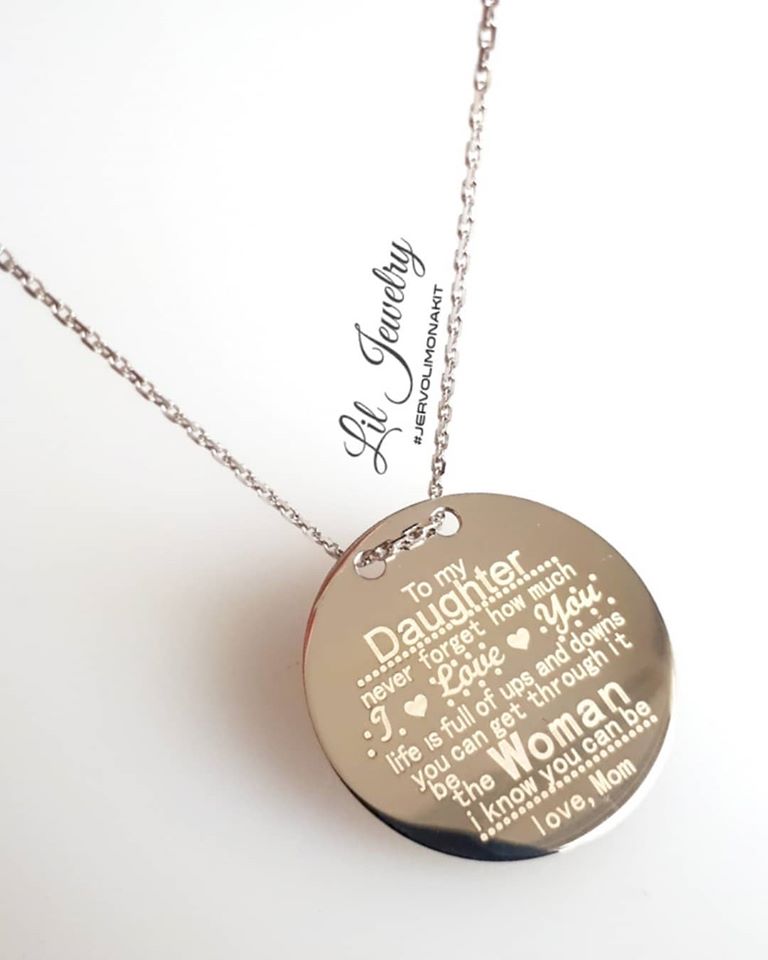 Lil Jewelry
#JERVOLIMONAKIT
To my
Daughter
never forget how much
I ♥ Love ♥ You
life is full of ups and downs
you can get through it
be the Woman
i know you can be
love, Mom